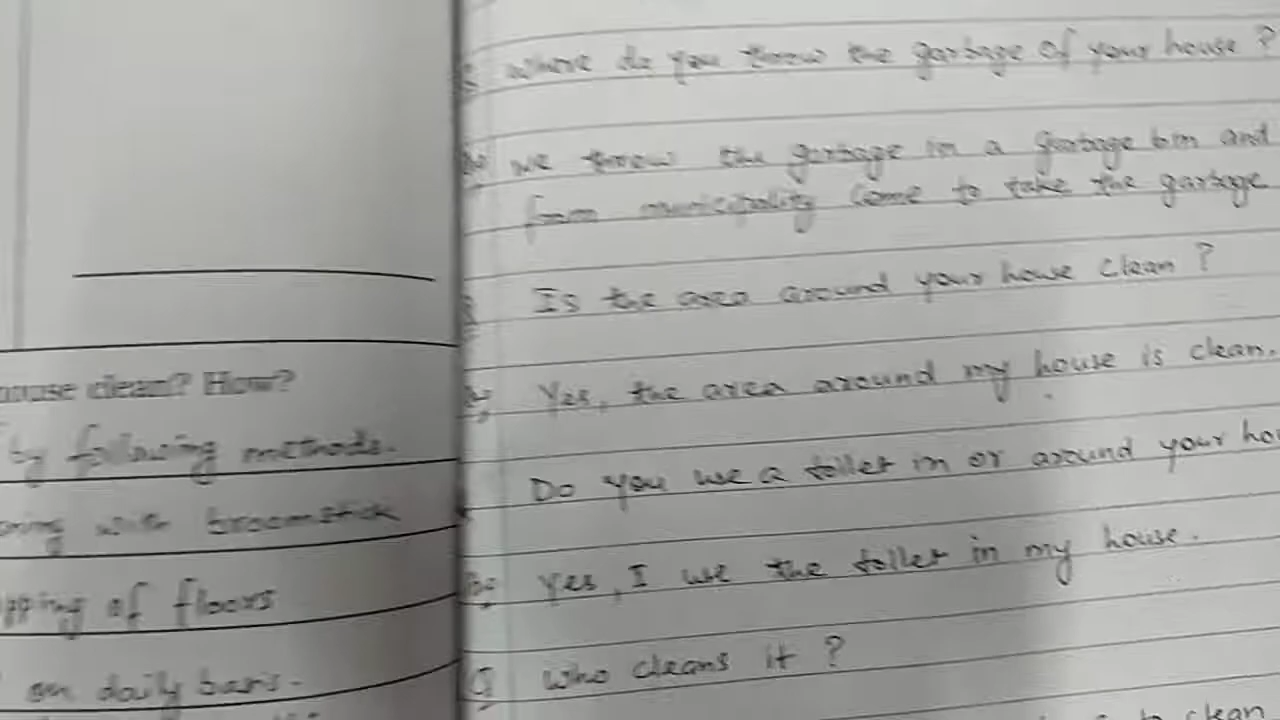 house clean? How?
by following methods.
with broomstick
of floors
on daily basis.
Q where do you throw the garbage of your house ?
we throw the garbage in a garbage bin and
from municipality come to take the garbage
Is the area around your house clean ?
Yes, the area around my house is clean.
Do you use a toilet in or around your
Yes, I use the toilet in my house.
Q who cleans it ?
to clean